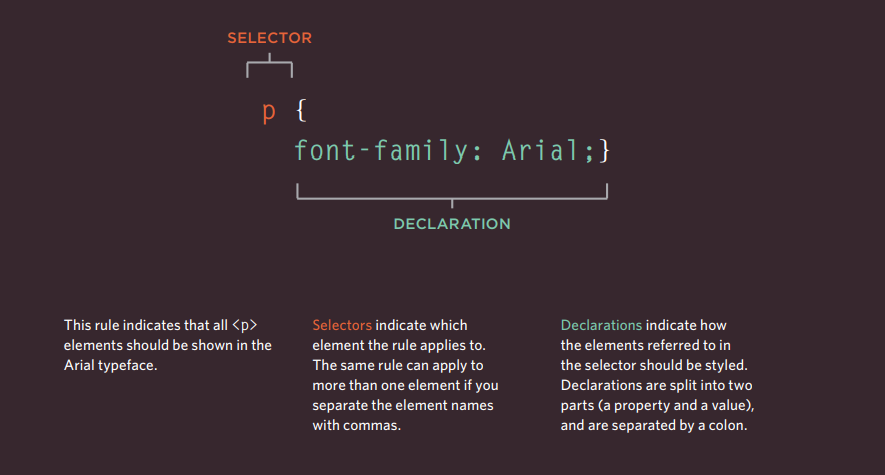 SELECTOR
p {
font-family: Arial;}
DECLARATION
This rule indicates that all <p>
elements should be shown in the
Arial typeface.
Selectors indicate which
element the rule applies to.
The same rule can apply to
more than one element if you
separate the element names
with commas.
Declarations indicate how
the elements referred to in
the selector should be styled.
Declarations are split into two
parts (a property and a value),
and are separated by a colon.